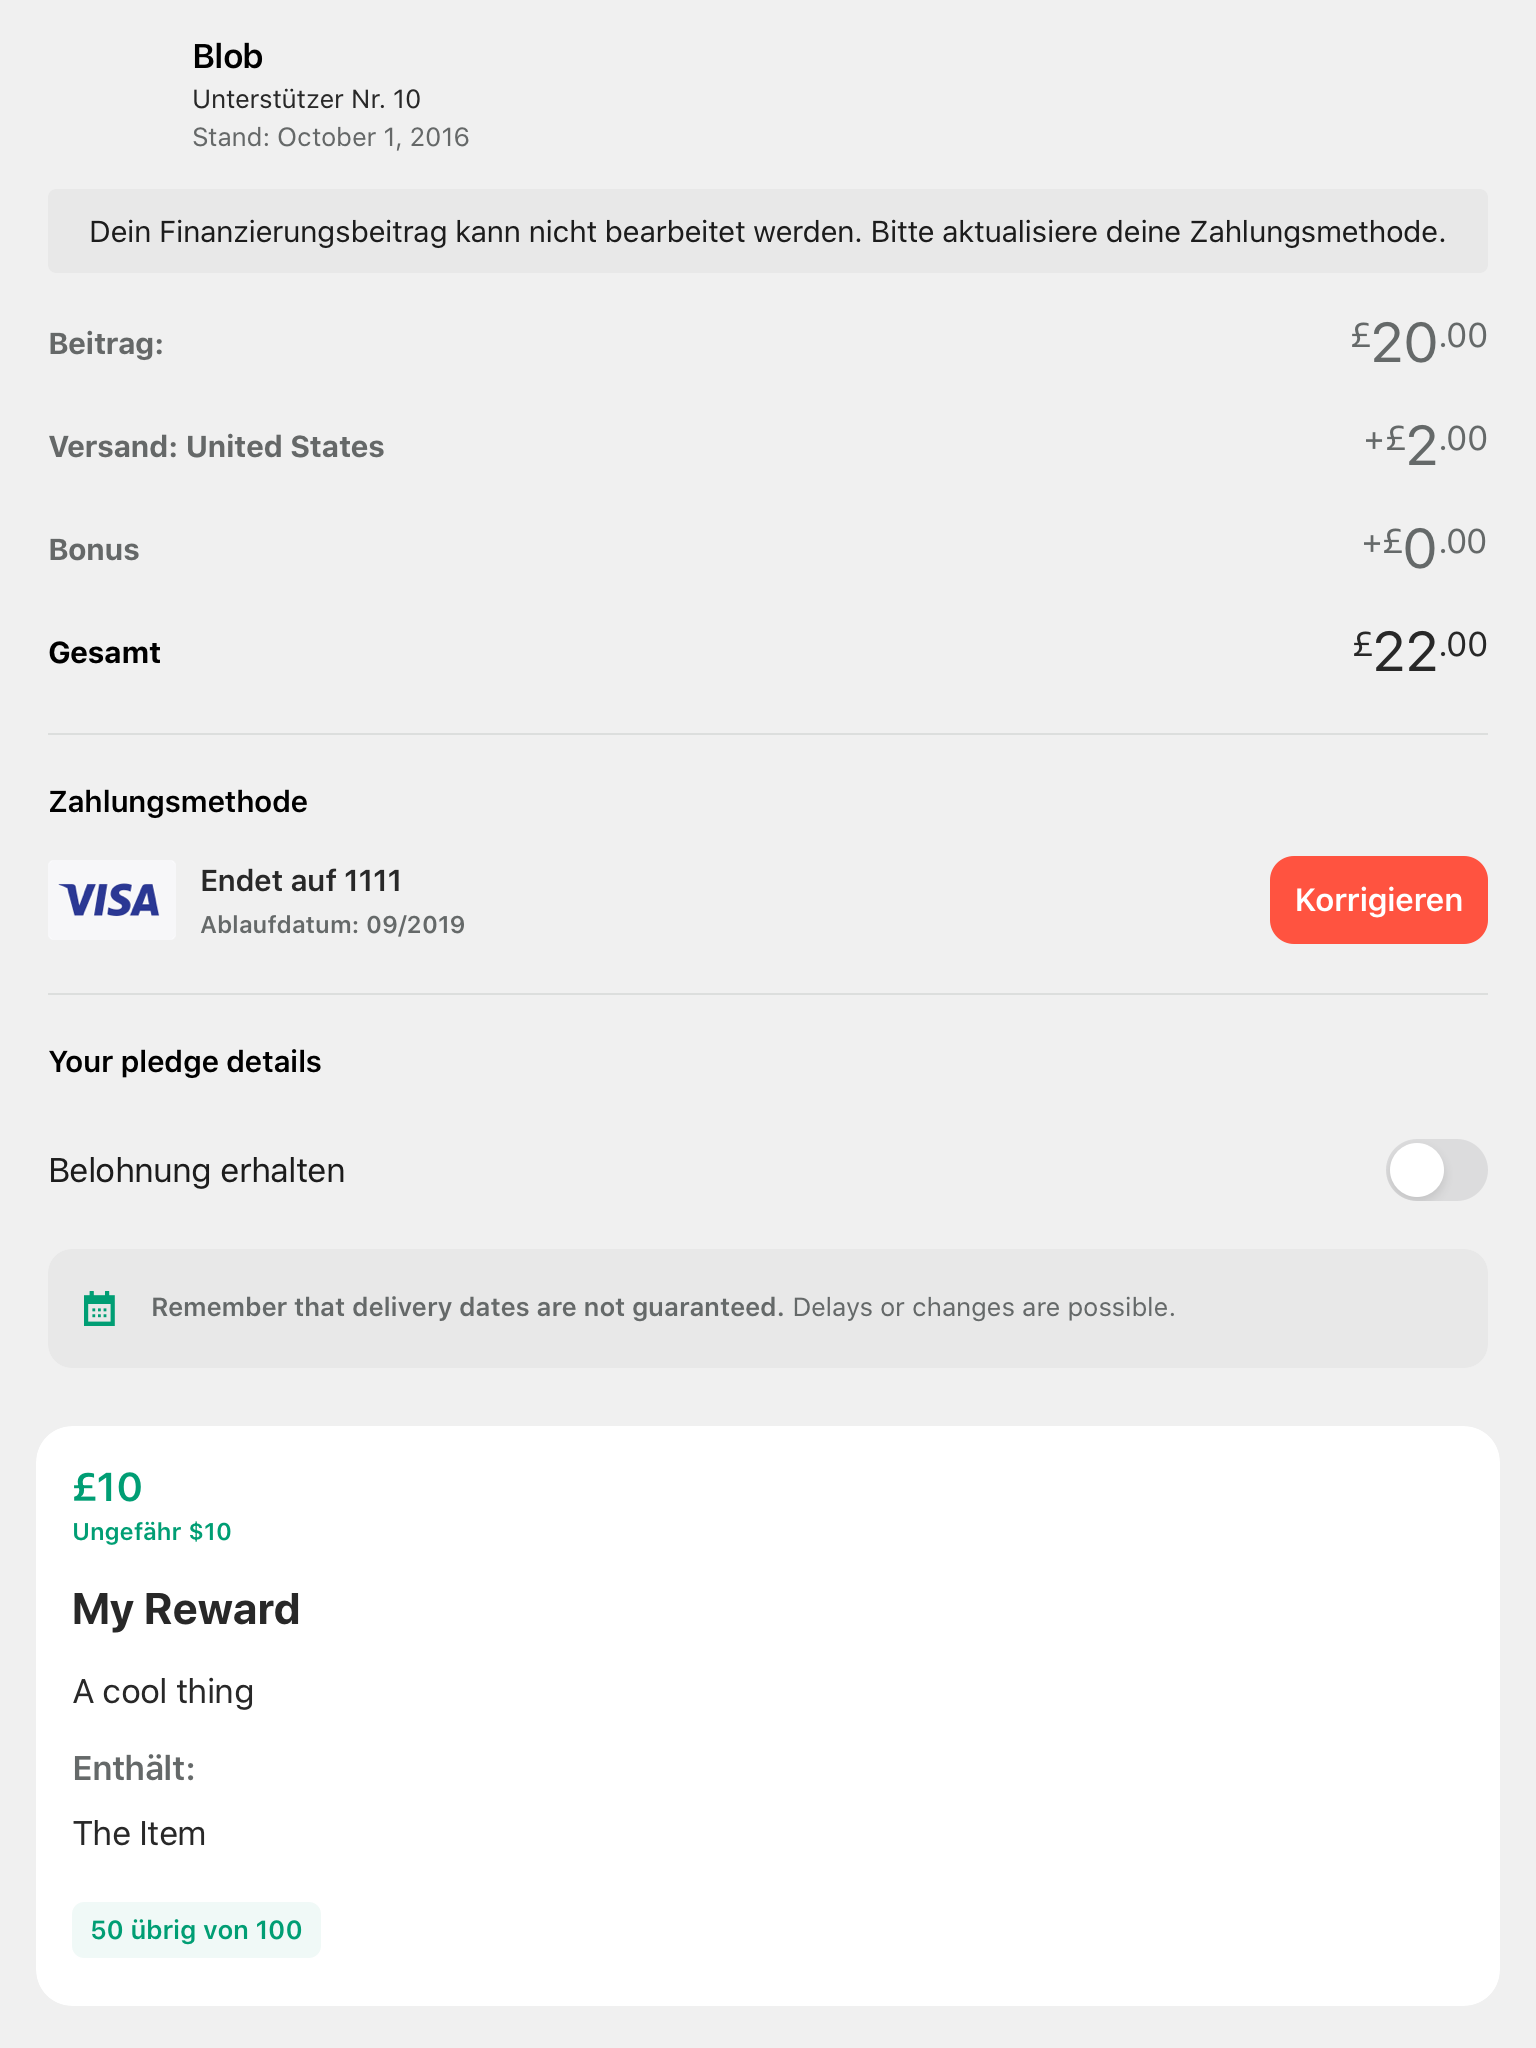 Blob
Unterstützer Nr. 10
Stand: October 1, 2016
Dein Finanzierungsbeitrag kann nicht bearbeitet werden. Bitte aktualisiere deine Zahlungsmethode.
Beitrag: £20.00
Versand: United States +£2.00
Bonus +£0.00
Gesamt £22.00
Zahlungsmethode
VISA
Endet auf 1111
Ablaufdatum: 09/2019
Korrigieren
Your pledge details
Belohnung erhalten
Remember that delivery dates are not guaranteed. Delays or changes are possible.
£10
Ungefähr $10
My Reward
A cool thing
Enthält:
The Item
50 übrig von 100